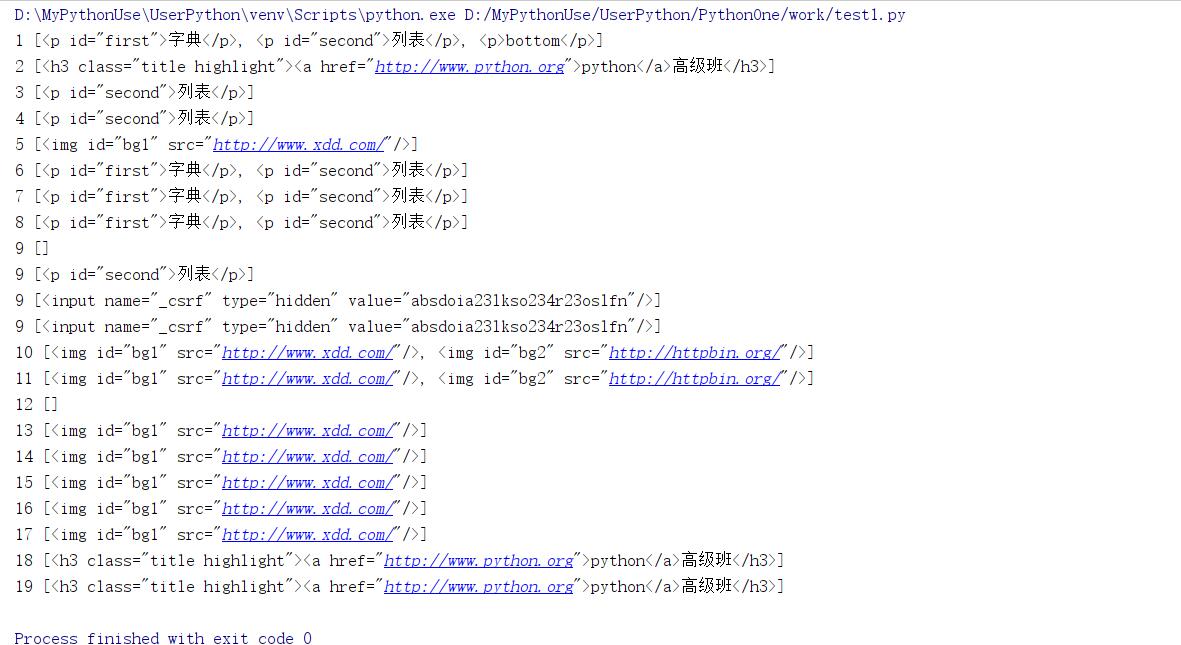 D:\MyPythonUse\UserPython\venv\Scripts\python.exe D:/MyPythonUse/UserPython/PythonOne/work/test1.py
1 [<p id="first">字典</p>, <p id="second">列表</p>, <p>bottom</p>]
2 [<h3 class="title highlight"><a href="http://www.python.org">python</a>高级班</h3>]
3 [<p id="second">列表</p>]
4 [<p id="second">列表</p>]
5 [<img id="bg1" src="http://www.xdd.com/"/>]
6 [<p id="first">字典</p>, <p id="second">列表</p>]
7 [<p id="first">字典</p>, <p id="second">列表</p>]
8 [<p id="first">字典</p>, <p id="second">列表</p>]
9 []
9 [<p id="second">列表</p>]
9 [<input name="_csrf" type="hidden" value="absdoia231kso234r23oslfn"/>]
9 [<input name="_csrf" type="hidden" value="absdoia231kso234r23oslfn"/>]
10 [<img id="bg1" src="http://www.xdd.com/"/>, <img id="bg2" src="http://httpbin.org/"/>]
11 [<img id="bg1" src="http://www.xdd.com/"/>, <img id="bg2" src="http://httpbin.org/"/>]
12 []
13 [<img id="bg1" src="http://www.xdd.com/"/>]
14 [<img id="bg1" src="http://www.xdd.com/"/>]
15 [<img id="bg1" src="http://www.xdd.com/"/>]
16 [<img id="bg1" src="http://www.xdd.com/"/>]
17 [<img id="bg1" src="http://www.xdd.com/"/>]
18 [<h3 class="title highlight"><a href="http://www.python.org">python</a>高级班</h3>]
19 [<h3 class="title highlight"><a href="http://www.python.org">python</a>高级班</h3>]
Process finished with exit code 0